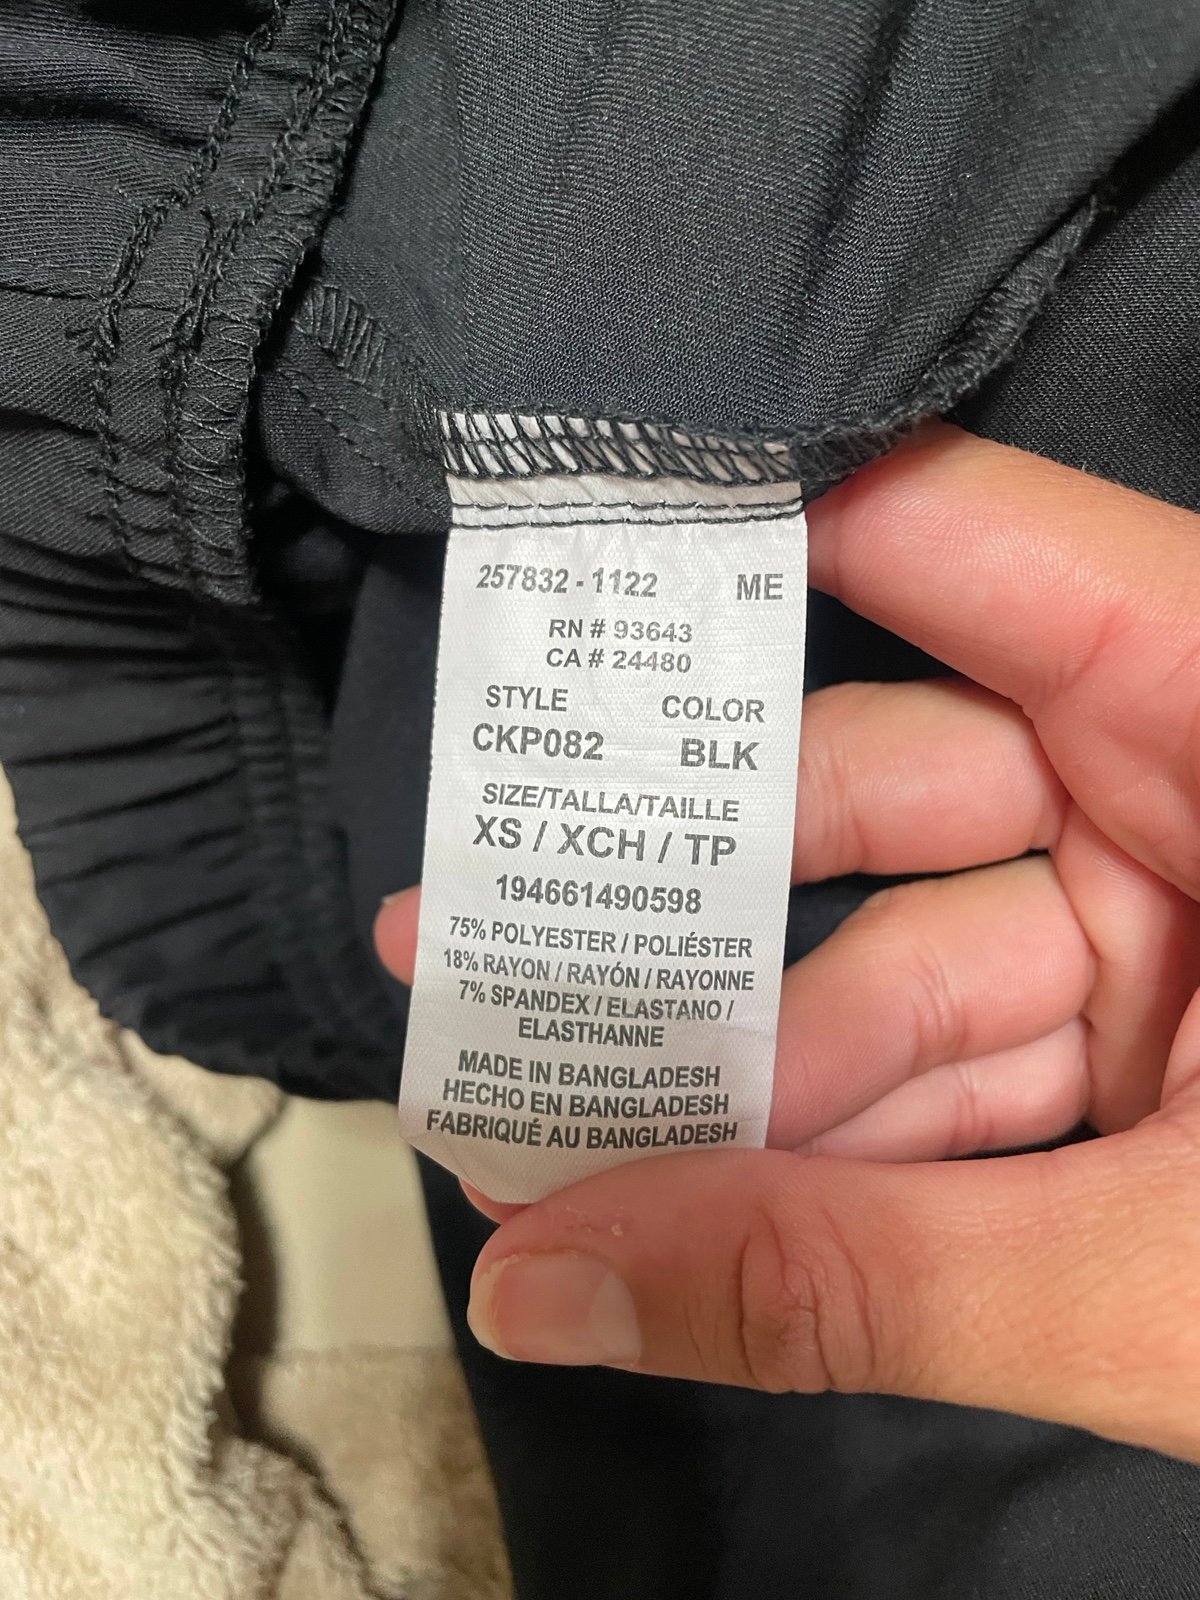 257832 - 1122 ME
RN # 93643
CA # 24480
STYLE COLOR
CKP082 BLK
SIZE/TALLA/TAILLE
XS / XCH / TP
194661490598
75% POLYESTER / POLIÉSTER
18% RAYON / RAYÓN / RAYONNE
7% SPANDEX / ELASTANO /
ELASTHANNE
MADE IN BANGLADESH
HECHO EN BANGLADESH
FABRIQUÉ AU BANGLADESH